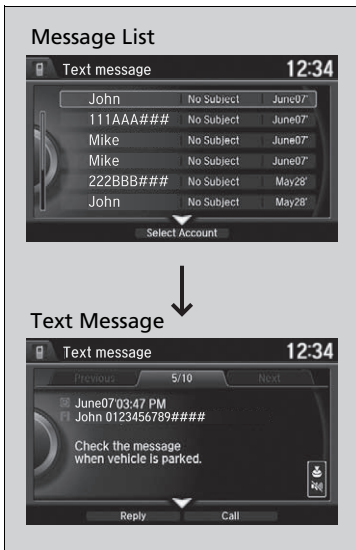 Message List
Text message 12:34
John No Subject June07'
111AAA### No Subject June07'
Mike No Subject June07'
Mike No Subject June07'
222BBB### No Subject May28'
John No Subject May28'
Select Account
Text Message
Text message 12:34
Previous 5/10 Next
June07'03:47 PM
John 0123456789####
Check the message
when vehicle is parked.
Reply Call